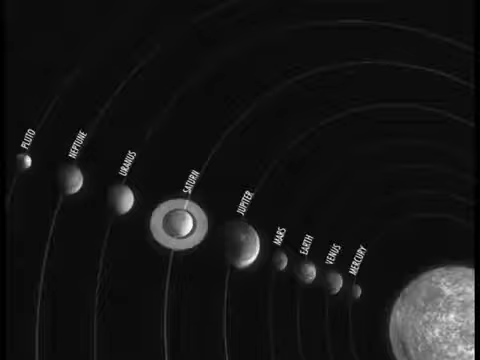 PLUTO
NEPTUNE
URANUS
SATURN
JUPITER
MARS
EARTH
VENUS
MERCURY